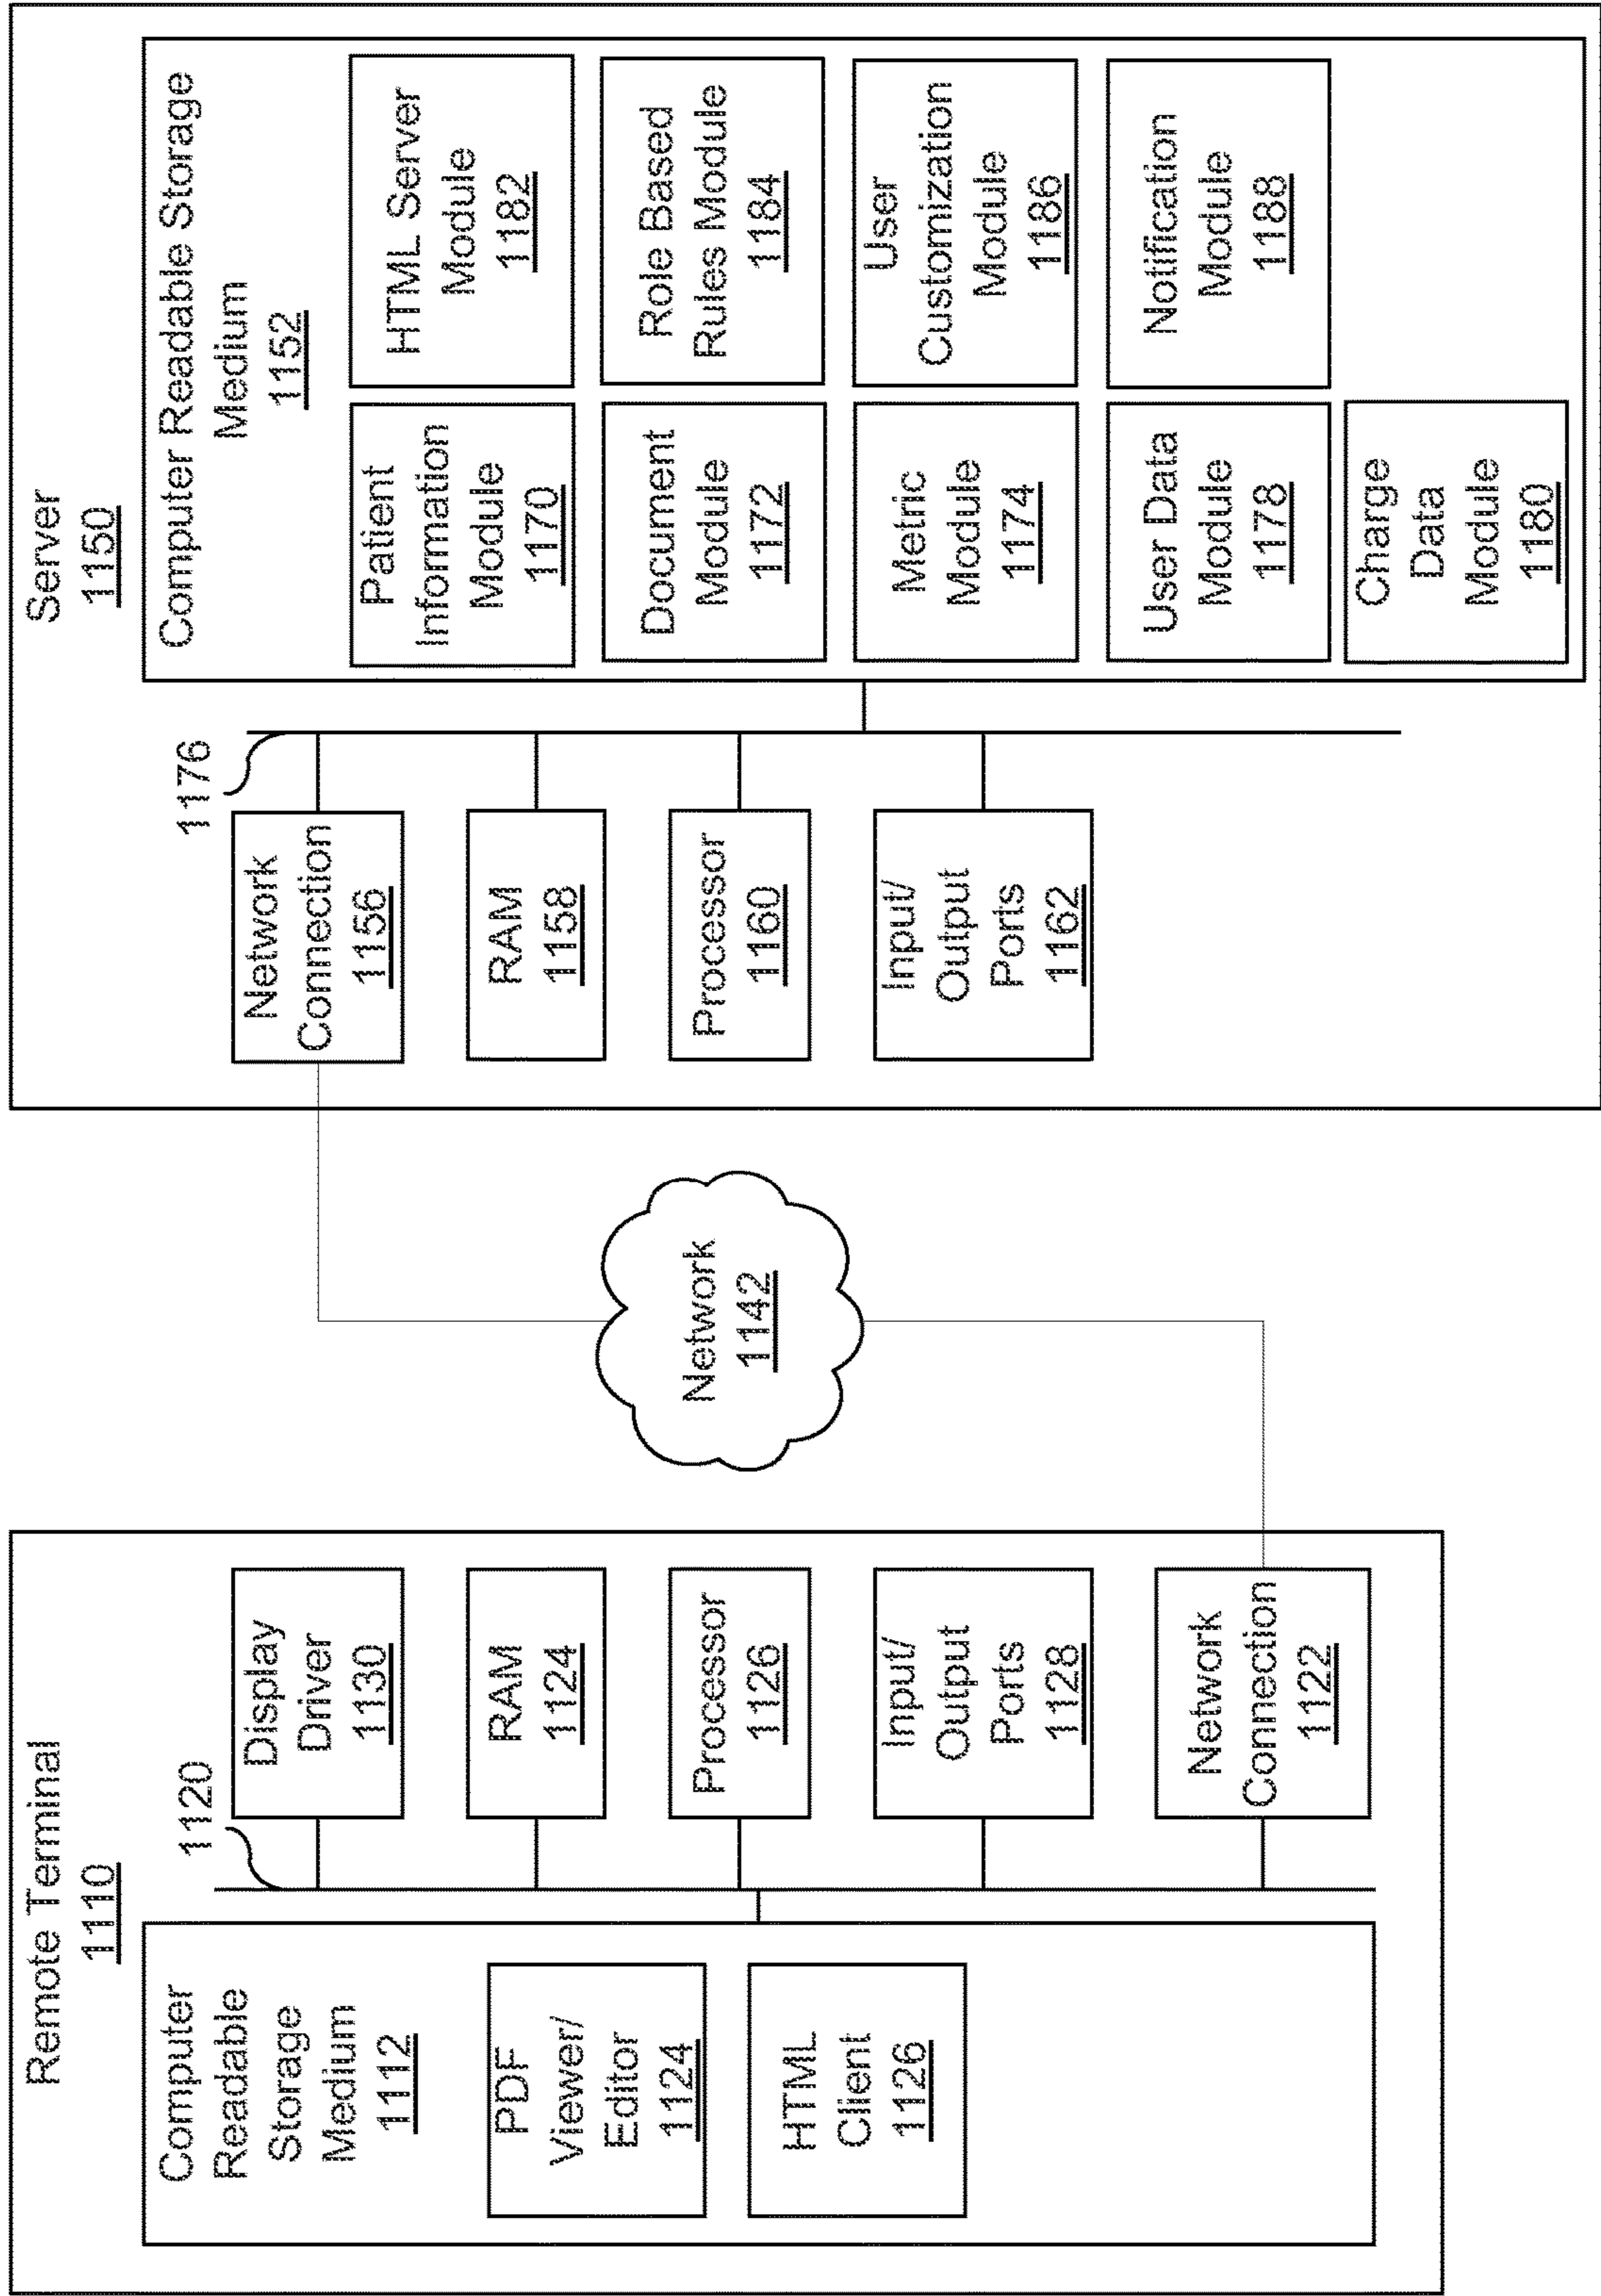 Remote Terminal
1110
Computer
Readable
Storage
Medium
1112
PDF
Viewer/
Editor
1124
HTML
Client
1126
1120
Display
Driver
1130
RAM
1124
Processor
1126
Input/
Output
Ports
1128
Network
Connection
1122
Network
1142
Server
1150
1176
Network
Connection
1156
RAM
1158
Processor
1160
Input/
Output
Ports
1162
Computer Readable Storage
Medium
1152
Patient
Information
Module
1170
HTML Server
Module
1182
Document
Module
1172
Role Based
Rules Module
1184
Metric
Module
1174
User
Customization
Module
1186
User Data
Module
1178
Notification
Module
1188
Charge
Data
Module
1180